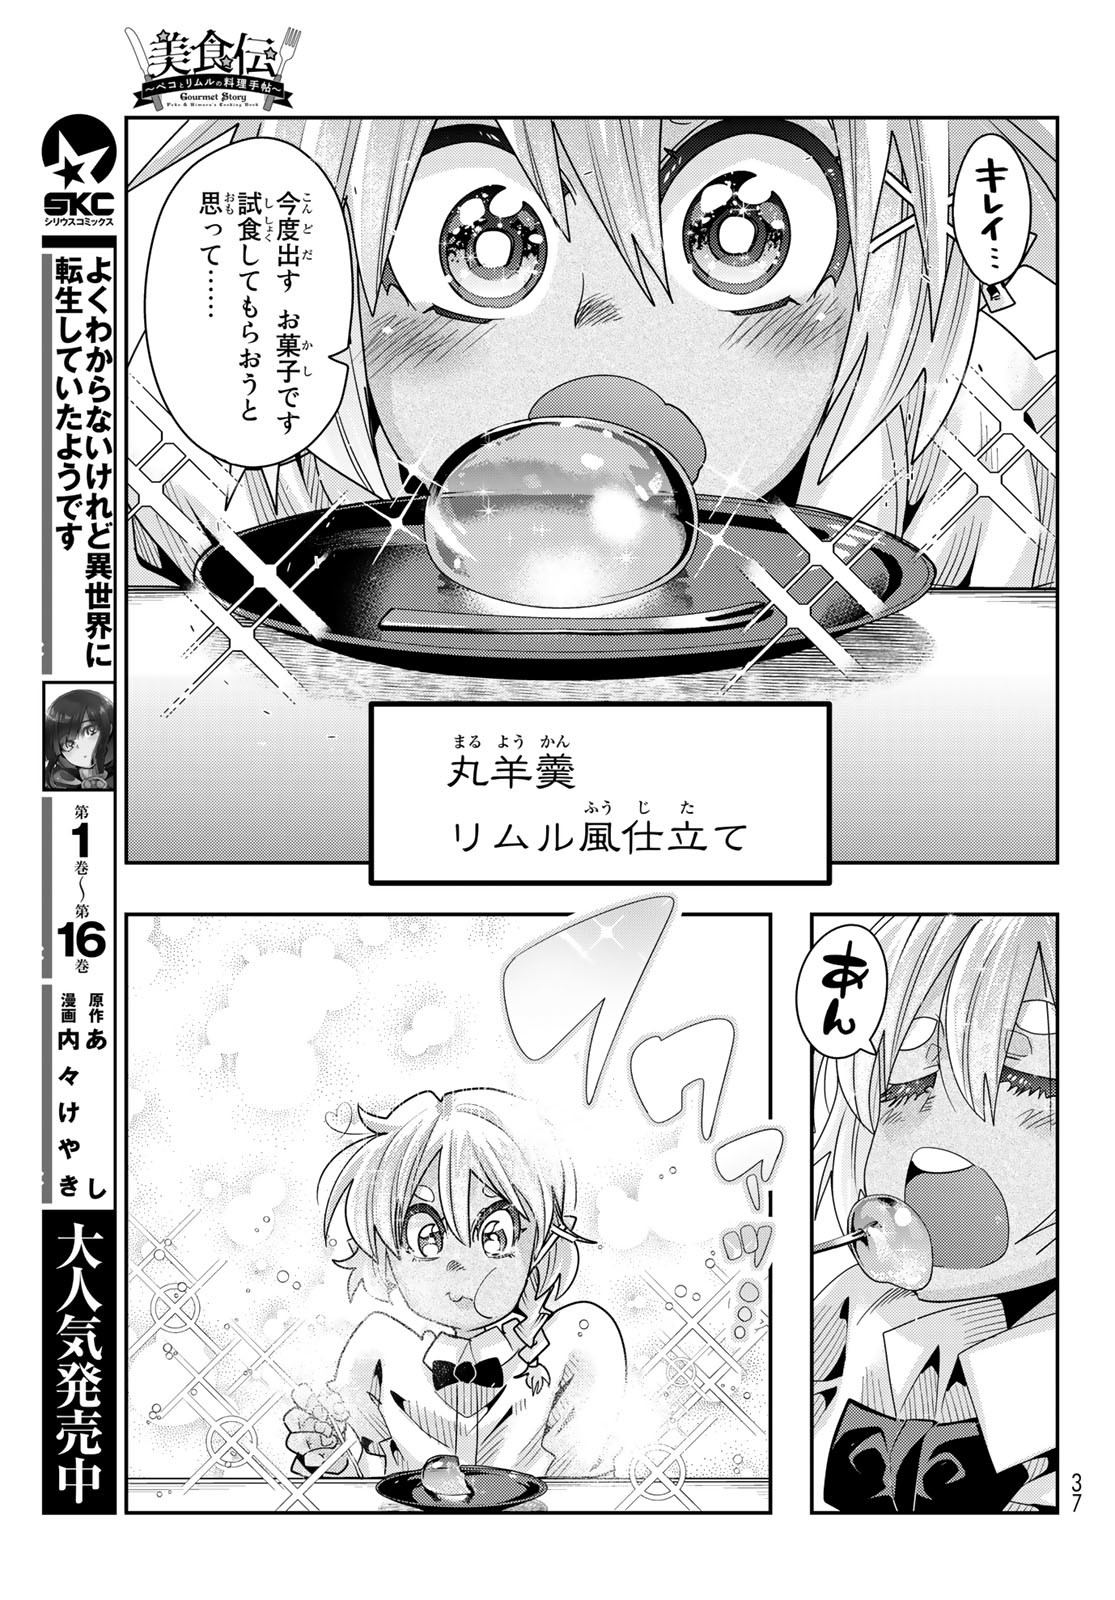 美食伝
～ペコとリムルの料理手帖～
Gourmet Story
Peko & Rimuru's Cooking Book
キレイ…
今度出す お菓子です
試食してもらおうと
思って……
丸羊羹
リムル風仕立て
あん
プルンッ…
SKC
シリウスコミックス
よくわからないけれど異世界に
転生していたようです
第1巻～第16巻
原作 あし
漫画 内々けやき
大人気発売中
37